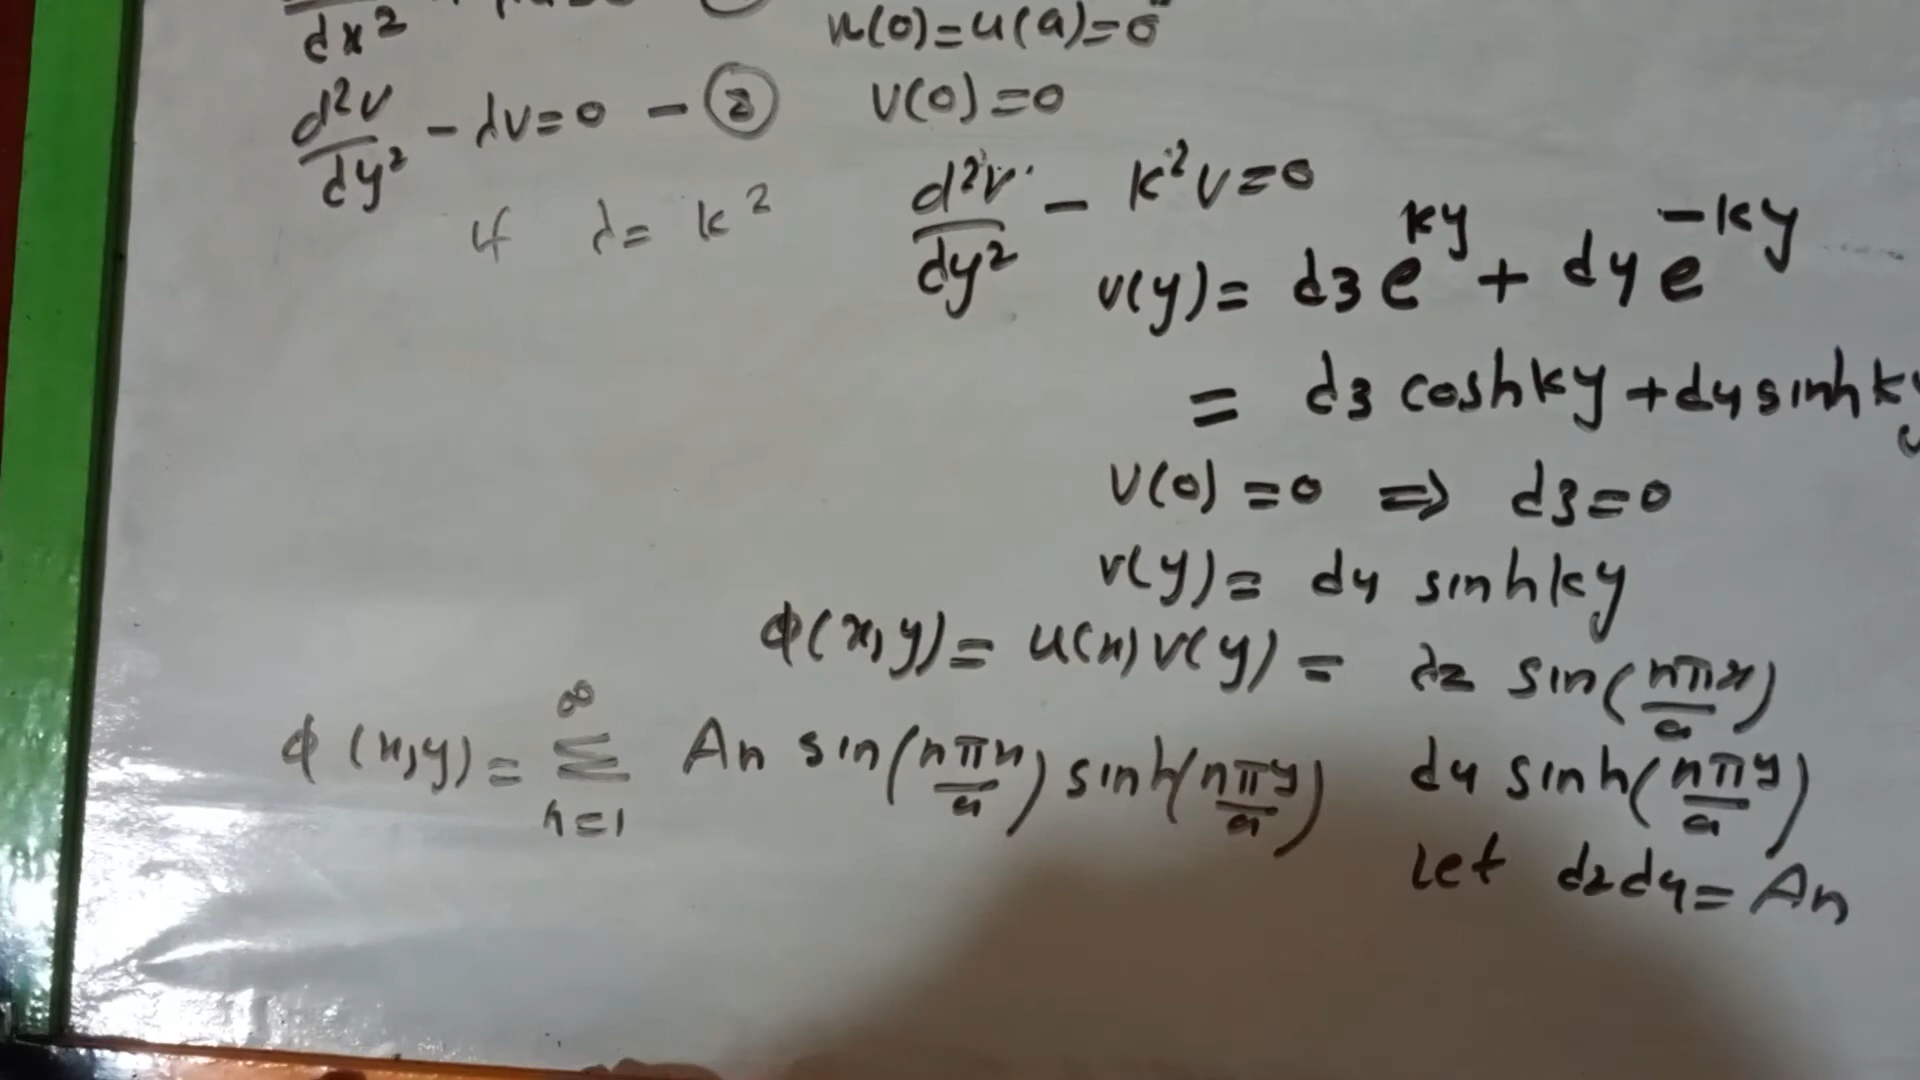 dx²
u(0)=u(a)=0
d²v/dy² - λv=0 - ②
v(0)=0
if λ= k²
d²v/dy² - k²v=0
v(y)= d3 e^ky + d4 e^-ky
= d3 coshky+d4 sinhky
v(0)=0 => d3=0
v(y)= d4 sinhky
ϕ(x,y)= u(x)v(y) = d2 sin(nπx/a)
d4 sinh(nπy/a)
ϕ(x,y)= ∞ Σ n=1 An sin(nπx/a) sinh(nπy/a)
Let d2d4= An